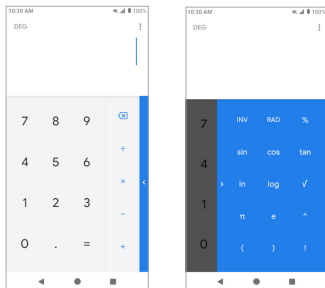 10:30 AM 100%
DEG
7 8 9
÷
4 5 6
× <
1 2 3
−
0 . = +
10:30 AM 100%
DEG
7 INV RAD %
4 sin cos tan
> ln log √
1 π e ^
0 ( ) !